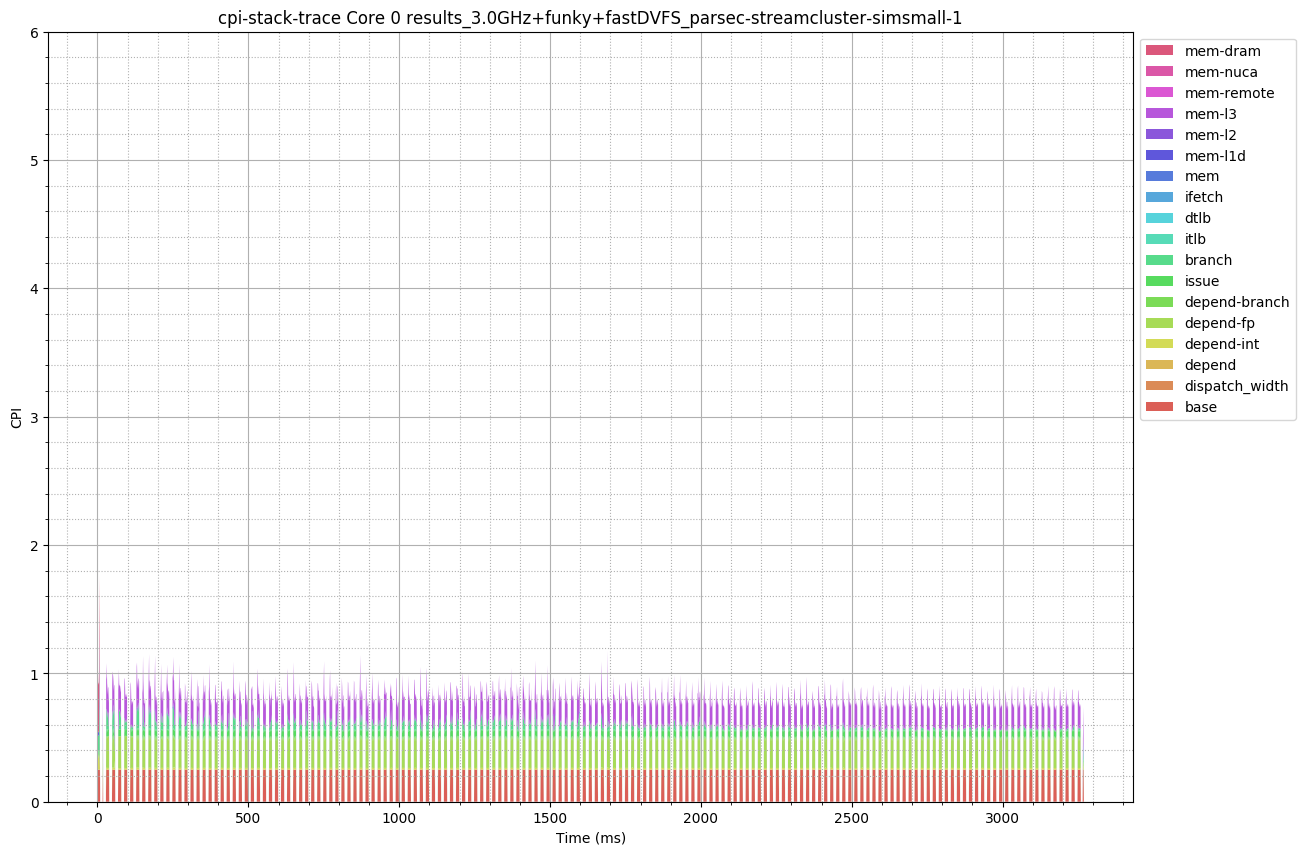 cpi-stack-trace Core 0 results_3.0GHz+funky+fastDVFS_parsec-streamcluster-simsmall-1
6
5
4
3
2
1
0
CPI
0
500
1000
1500
2000
2500
3000
Time (ms)
mem-dram
mem-nuca
mem-remote
mem-l3
mem-l2
mem-l1d
mem
ifetch
dtlb
itlb
branch
issue
depend-branch
depend-fp
depend-int
depend
dispatch_width
base